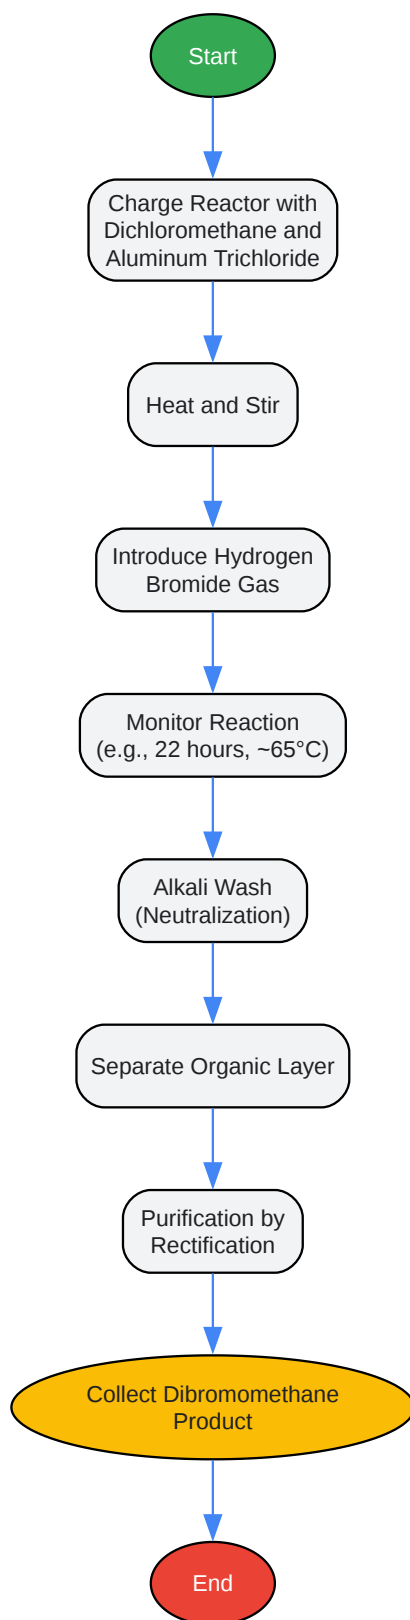 Start
Charge Reactor with
Dichloromethane and
Aluminum Trichloride
Heat and Stir
Introduce Hydrogen
Bromide Gas
Monitor Reaction
(e.g., 22 hours, ~65°C)
Alkali Wash
(Neutralization)
Separate Organic Layer
Purification by
Rectification
Collect Dibromomethane
Product
End